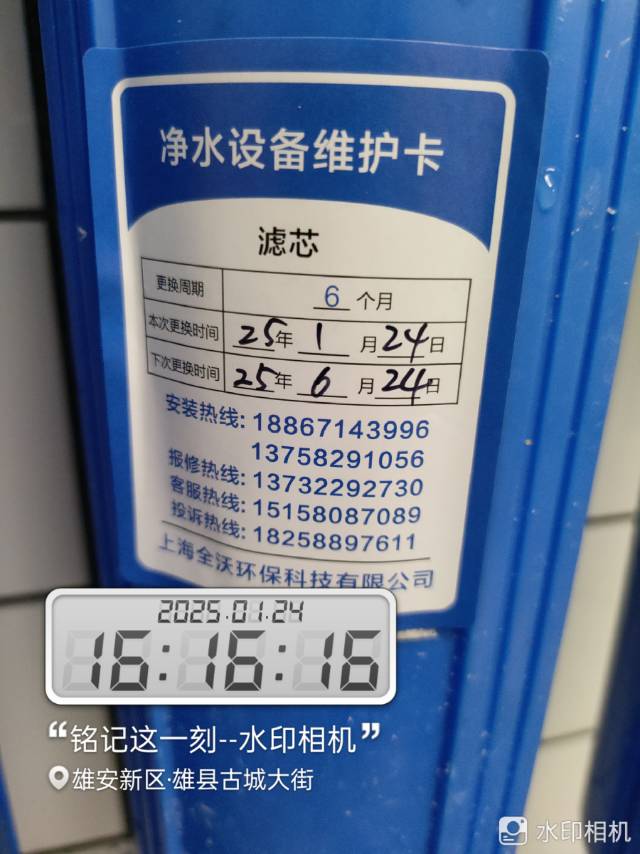 净水设备维护卡
滤芯
更换周期 6 个月
本次更换时间 25年 1 月 24 日
下次更换时间 25年 6 月 24日
安装热线: 18867143996
13758291056
报修热线: 13732292730
客服热线: 15158080789
投诉热线: 18258897611
上海全沃环保科技有限公司
2025.01.24
16:16:16
“铭记这一刻--水印相机”
雄安新区·雄县古城大街
水印相机